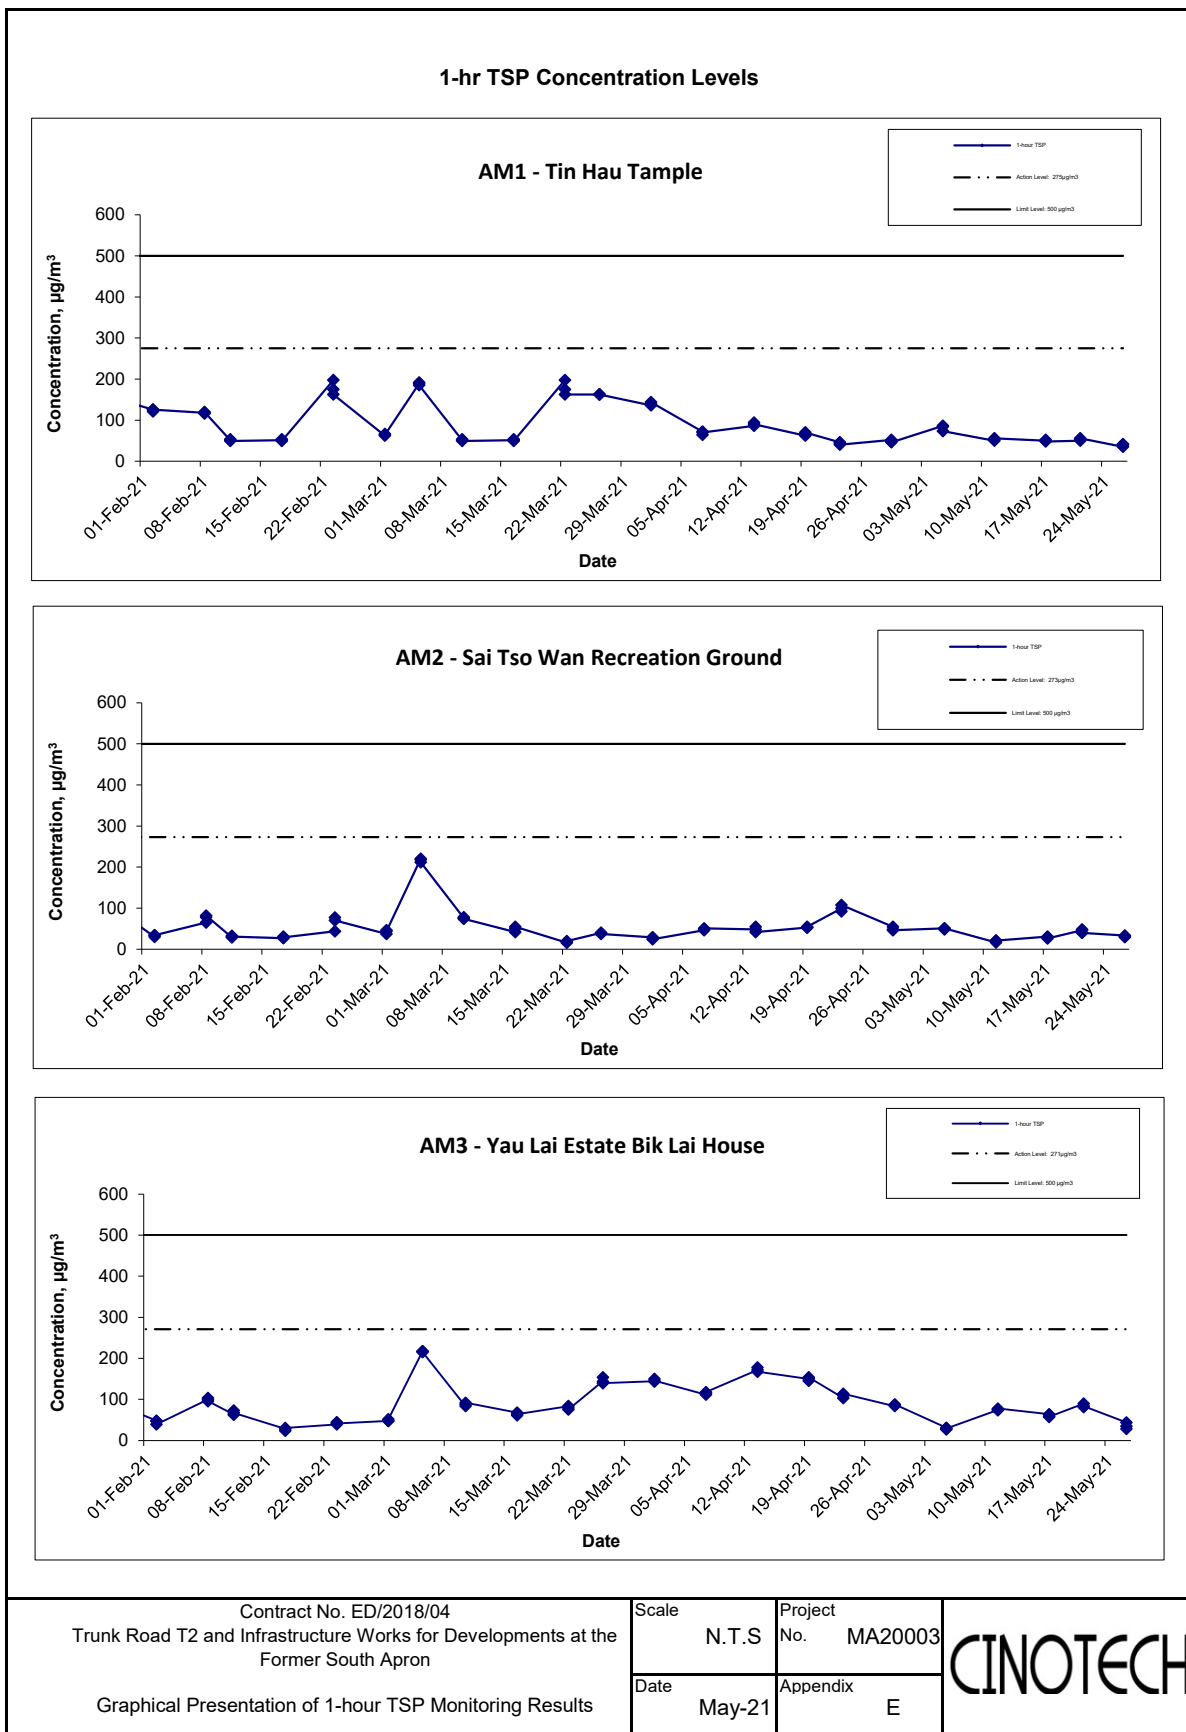 1-hr TSP Concentration Levels
AM1 - Tin Hau Tample
1-hour TSP
Action Level: 275µg/m3
Limit Level: 500 µg/m3
Concentration, µg/m³
600
500
400
300
200
100
0
01-Feb-21
08-Feb-21
15-Feb-21
22-Feb-21
01-Mar-21
08-Mar-21
15-Mar-21
22-Mar-21
29-Mar-21
05-Apr-21
12-Apr-21
19-Apr-21
26-Apr-21
03-May-21
10-May-21
17-May-21
24-May-21
Date
AM2 - Sai Tso Wan Recreation Ground
1-hour TSP
Action Level: 273µg/m3
Limit Level: 500 µg/m3
Concentration, µg/m³
600
500
400
300
200
100
0
01-Feb-21
08-Feb-21
15-Feb-21
22-Feb-21
01-Mar-21
08-Mar-21
15-Mar-21
22-Mar-21
29-Mar-21
05-Apr-21
12-Apr-21
19-Apr-21
26-Apr-21
03-May-21
10-May-21
17-May-21
24-May-21
Date
AM3 - Yau Lai Estate Bik Lai House
1-hour TSP
Action Level: 271µg/m3
Limit Level: 500 µg/m3
Concentration, µg/m³
600
500
400
300
200
100
0
01-Feb-21
08-Feb-21
15-Feb-21
22-Feb-21
01-Mar-21
08-Mar-21
15-Mar-21
22-Mar-21
29-Mar-21
05-Apr-21
12-Apr-21
19-Apr-21
26-Apr-21
03-May-21
10-May-21
17-May-21
24-May-21
Date
Contract No. ED/2018/04
Trunk Road T2 and Infrastructure Works for Developments at the
Former South Apron
Graphical Presentation of 1-hour TSP Monitoring Results
Scale
N.T.S
Project
No. MA20003
Date
May-21
Appendix
E
CINOTECH